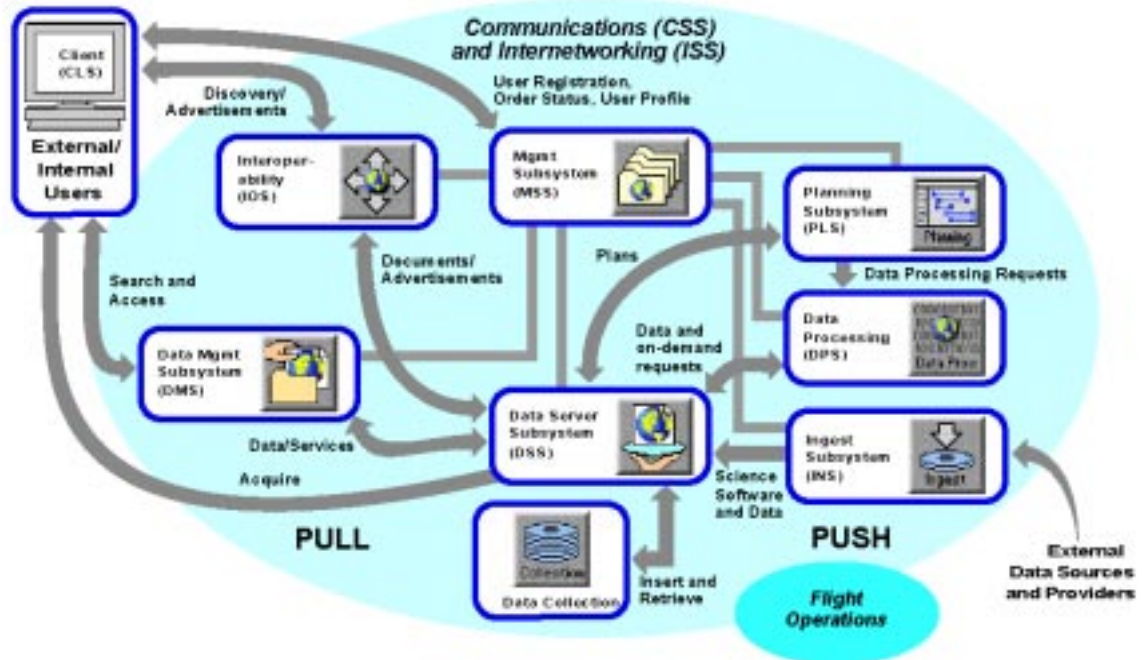 Communications (CSS)
and Internetworking (ISS)
Client
(CLS)
External/
Internal
Users
Discovery/
Advertisements
User Registration,
Order Status, User Profile
Interoper-
ability
(IOS)
Mgmt
Subsystem
(MSS)
Planning
Subsystem
(PLS)
Planning
Search and
Access
Documents/
Advertisements
Plans
Data Processing Requests
Data Mgmt
Subsystem
(DMS)
Data and
on-demand
requests
Data
Processing
(DPS)
Data Proc
Data/Services
Data Server
Subsystem
(DSS)
Ingest
Subsystem
(INS)
Ingest
Acquire
Science
Software
and Data
PULL
PUSH
Collection
Data Collection
Insert and
Retrieve
Flight
Operations
External
Data Sources
and Providers